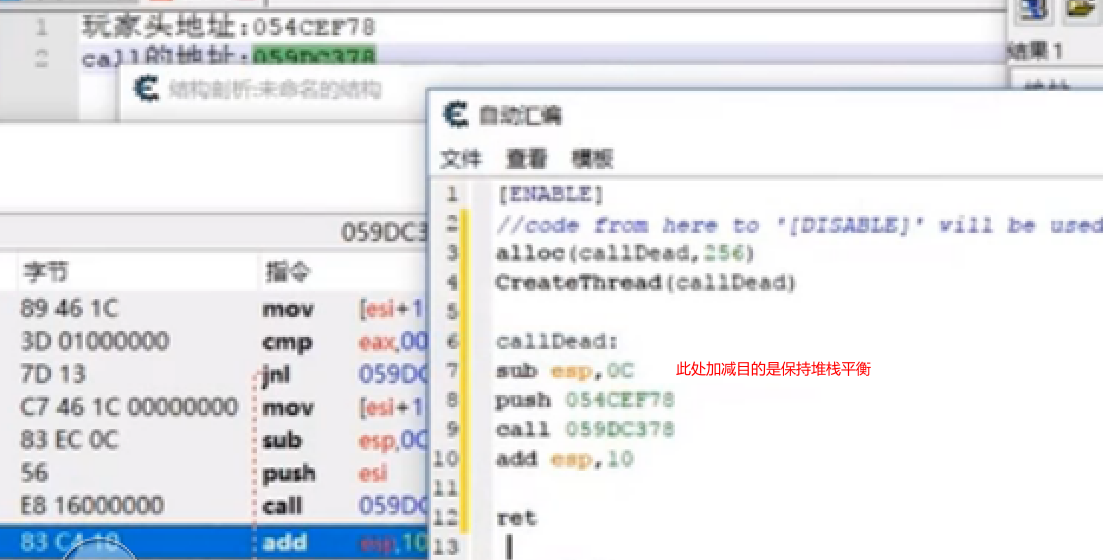 1 玩家头地址:054CEF78
2 call的地址:059DC378
结果 1
结构剖析:未命名的结构
059DC3
字节 指令
89 46 1C mov [esi+1
3D 01000000 cmp eax,00
7D 13 jnl 059DC
C7 46 1C 00000000 mov [esi+1
83 EC 0C sub esp,0C
56 push esi
E8 16000000 call 059DC
83 C4 10 add esp,10
自动汇编
文件 查看 模板
1 [ENABLE]
2 //code from here to '[DISABLE]' will be used
3 alloc(callDead,256)
4 CreateThread(callDead)
5
6 callDead:
7 sub esp,0C 此处加减目的是保持堆栈平衡
8 push 054CEF78
9 call 059DC378
10 add esp,10
11
12 ret
13